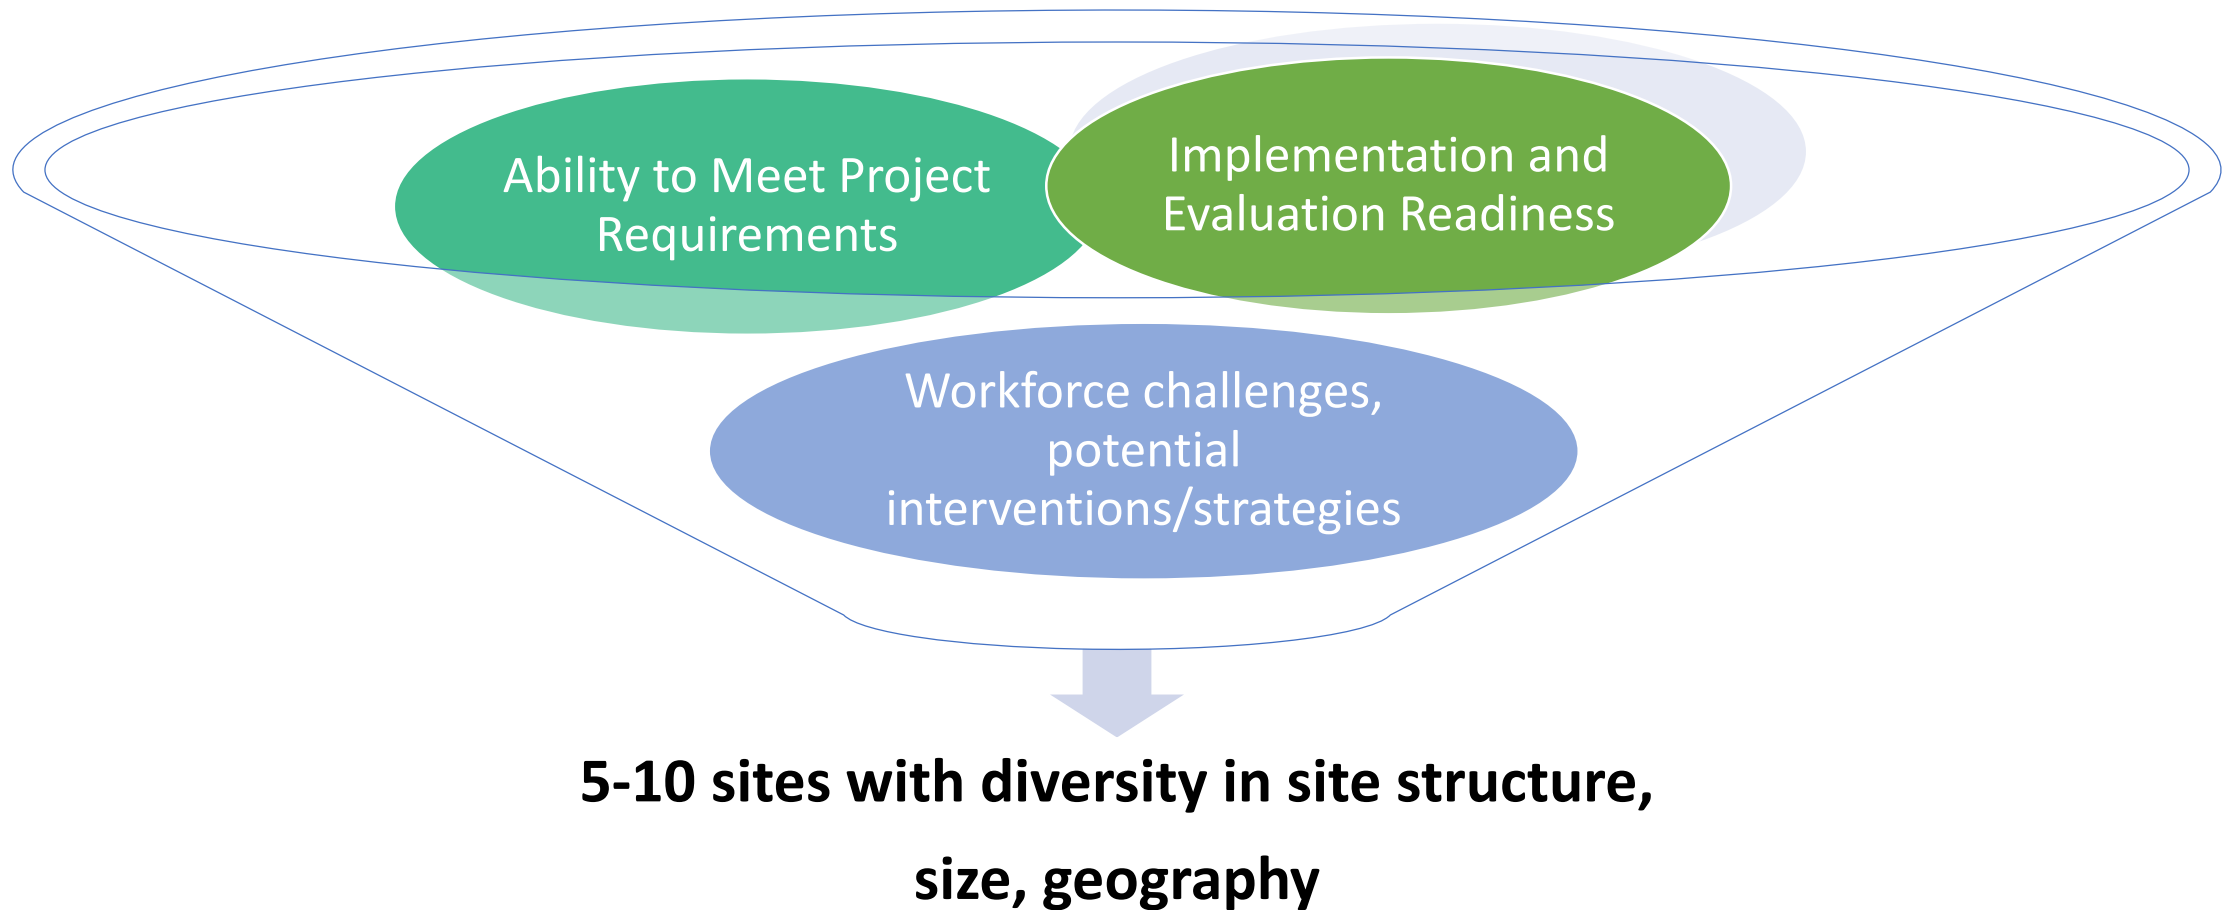 Ability to Meet Project
Requirements
Implementation and
Evaluation Readiness
Workforce challenges,
potential
interventions/strategies
5-10 sites with diversity in site structure,
size, geography